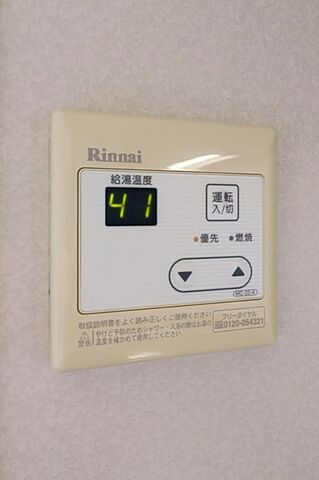 Rinnai
給湯温度
41
運転
入/切
優先 燃焼
MC-33-A
取扱説明書をよく読み正しくご使用ください
警告 やけど予防のためシャワー・入浴の際はお湯の
温度を確かめて使用してください
フリーダイヤル
0120-054321